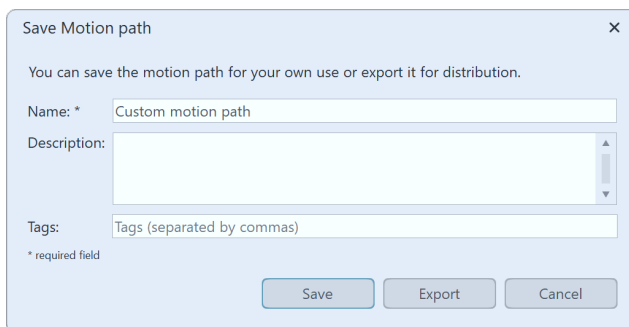 Save Motion path
You can save the motion path for your own use or export it for distribution.
Name: * Custom motion path
Description:
Tags: Tags (separated by commas)
* required field
Save Export Cancel